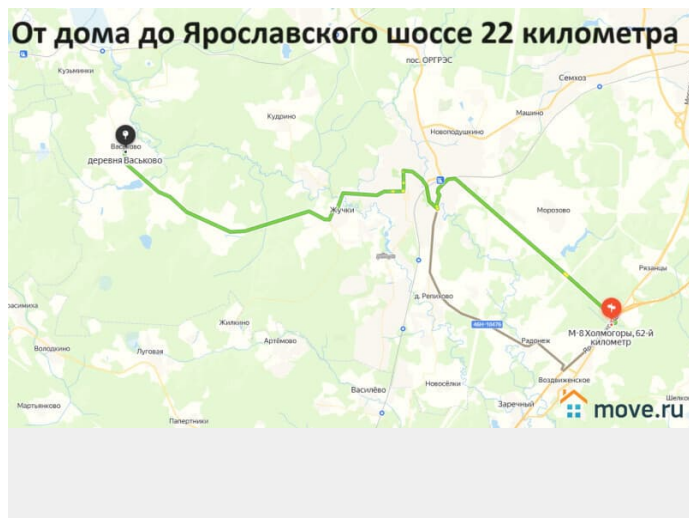 От дома до Ярославского шоссе 22 километра
пос. ОРГРЭС
Кузьминки
Семхоз
Кудрино
Машино
Новоподушкино
Васьково
деревня Васьково
Жучки
Морозово
Рязанцы
д. Репихово
М-8 Холмогоры, 62-й
километр
46Н-10476
Жилкино
Артёмово
Радонеж
Володкино
Луговая
Воздвиженское
Василёво
Новосёлки
Заречный
Мартьянково
Папертники
move.ru